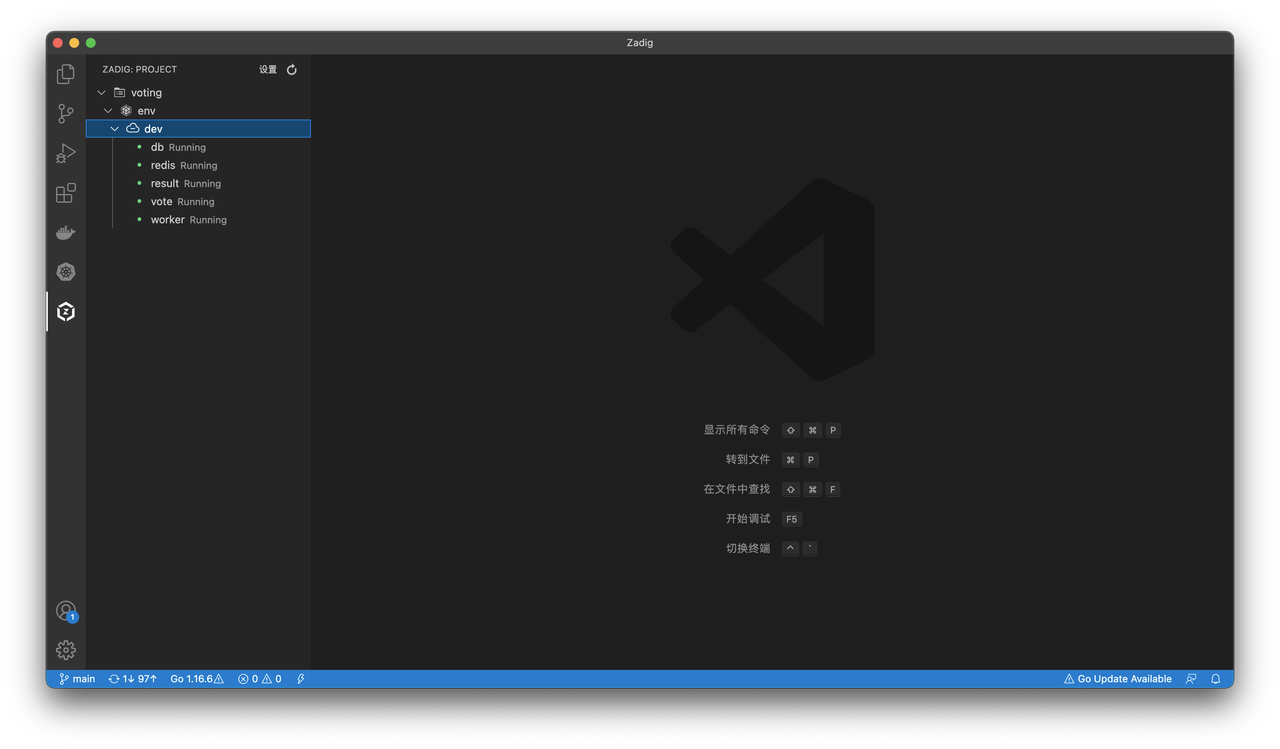 Zadig
ZADIG: PROJECT 设置
voting
env
dev
db Running
redis Running
result Running
vote Running
worker Running
显示所有命令 ⇧ ⌘ P
转到文件 ⌘ P
在文件中查找 ⇧ ⌘ F
开始调试 F5
切换终端 ^ `
1
main 1↓ 97↑ Go 1.16.6 0 0 Go Update Available